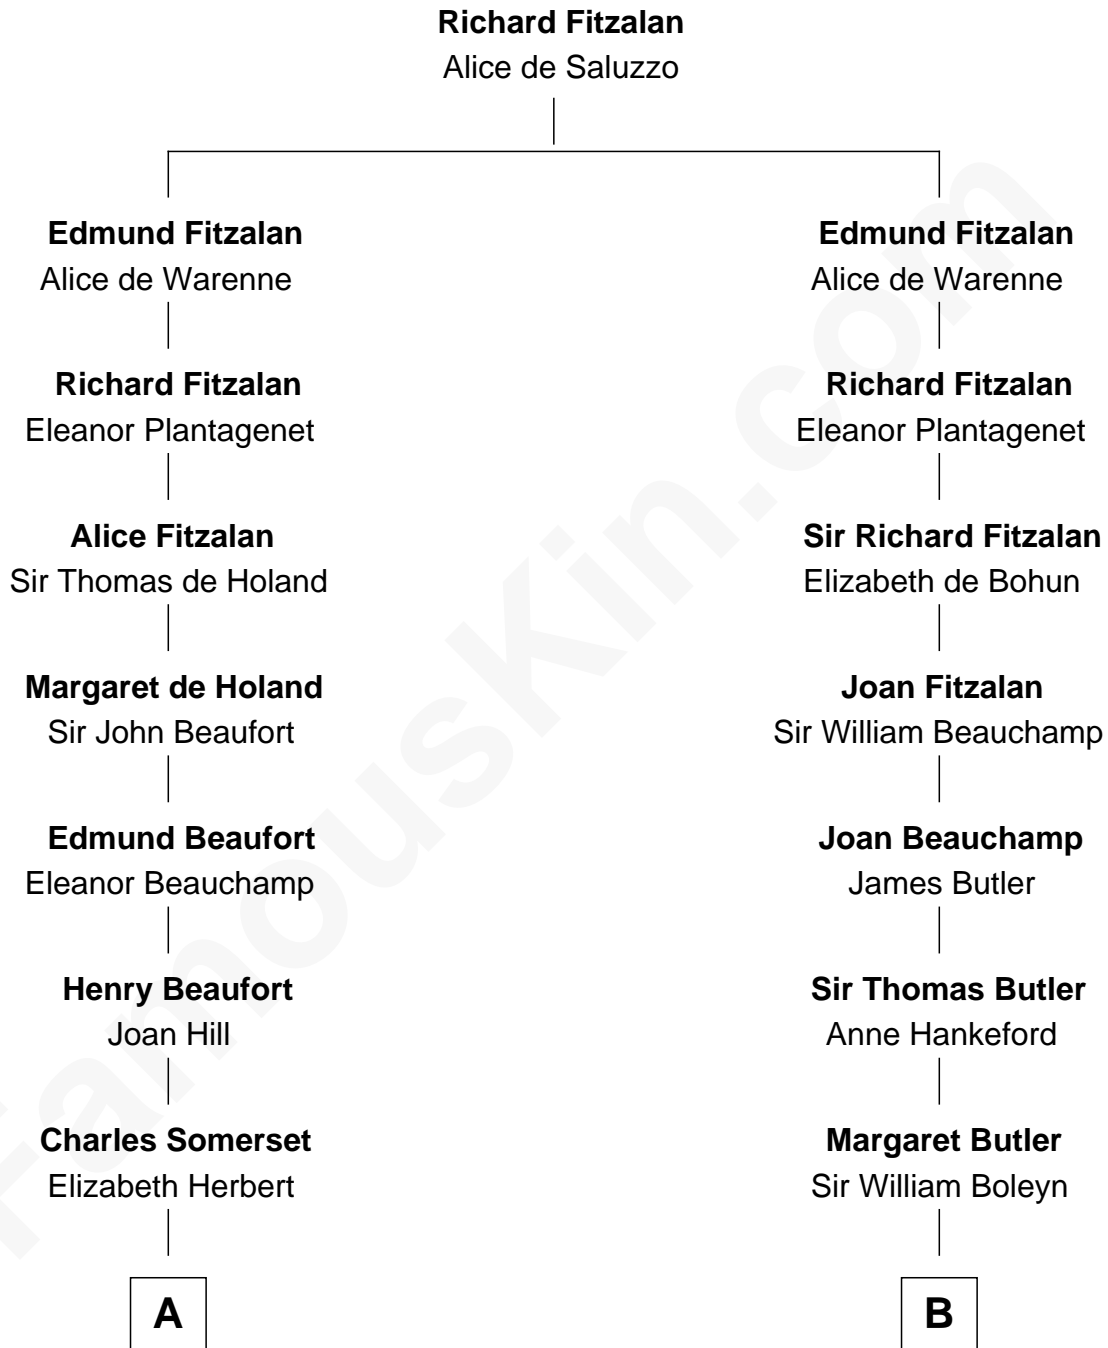 Richard Fitzalan
Alice de Saluzzo
Edmund Fitzalan
Alice de Warenne
Edmund Fitzalan
Alice de Warenne
Richard Fitzalan
Eleanor Plantagenet
Richard Fitzalan
Eleanor Plantagenet
Alice Fitzalan
Sir Thomas de Holand
Sir Richard Fitzalan
Elizabeth de Bohun
Margaret de Holand
Sir John Beaufort
Joan Fitzalan
Sir William Beauchamp
Edmund Beaufort
Eleanor Beauchamp
Joan Beauchamp
James Butler
Henry Beaufort
Joan Hill
Sir Thomas Butler
Anne Hankeford
Charles Somerset
Elizabeth Herbert
Margaret Butler
Sir William Boleyn
A
B
FamousKin.com